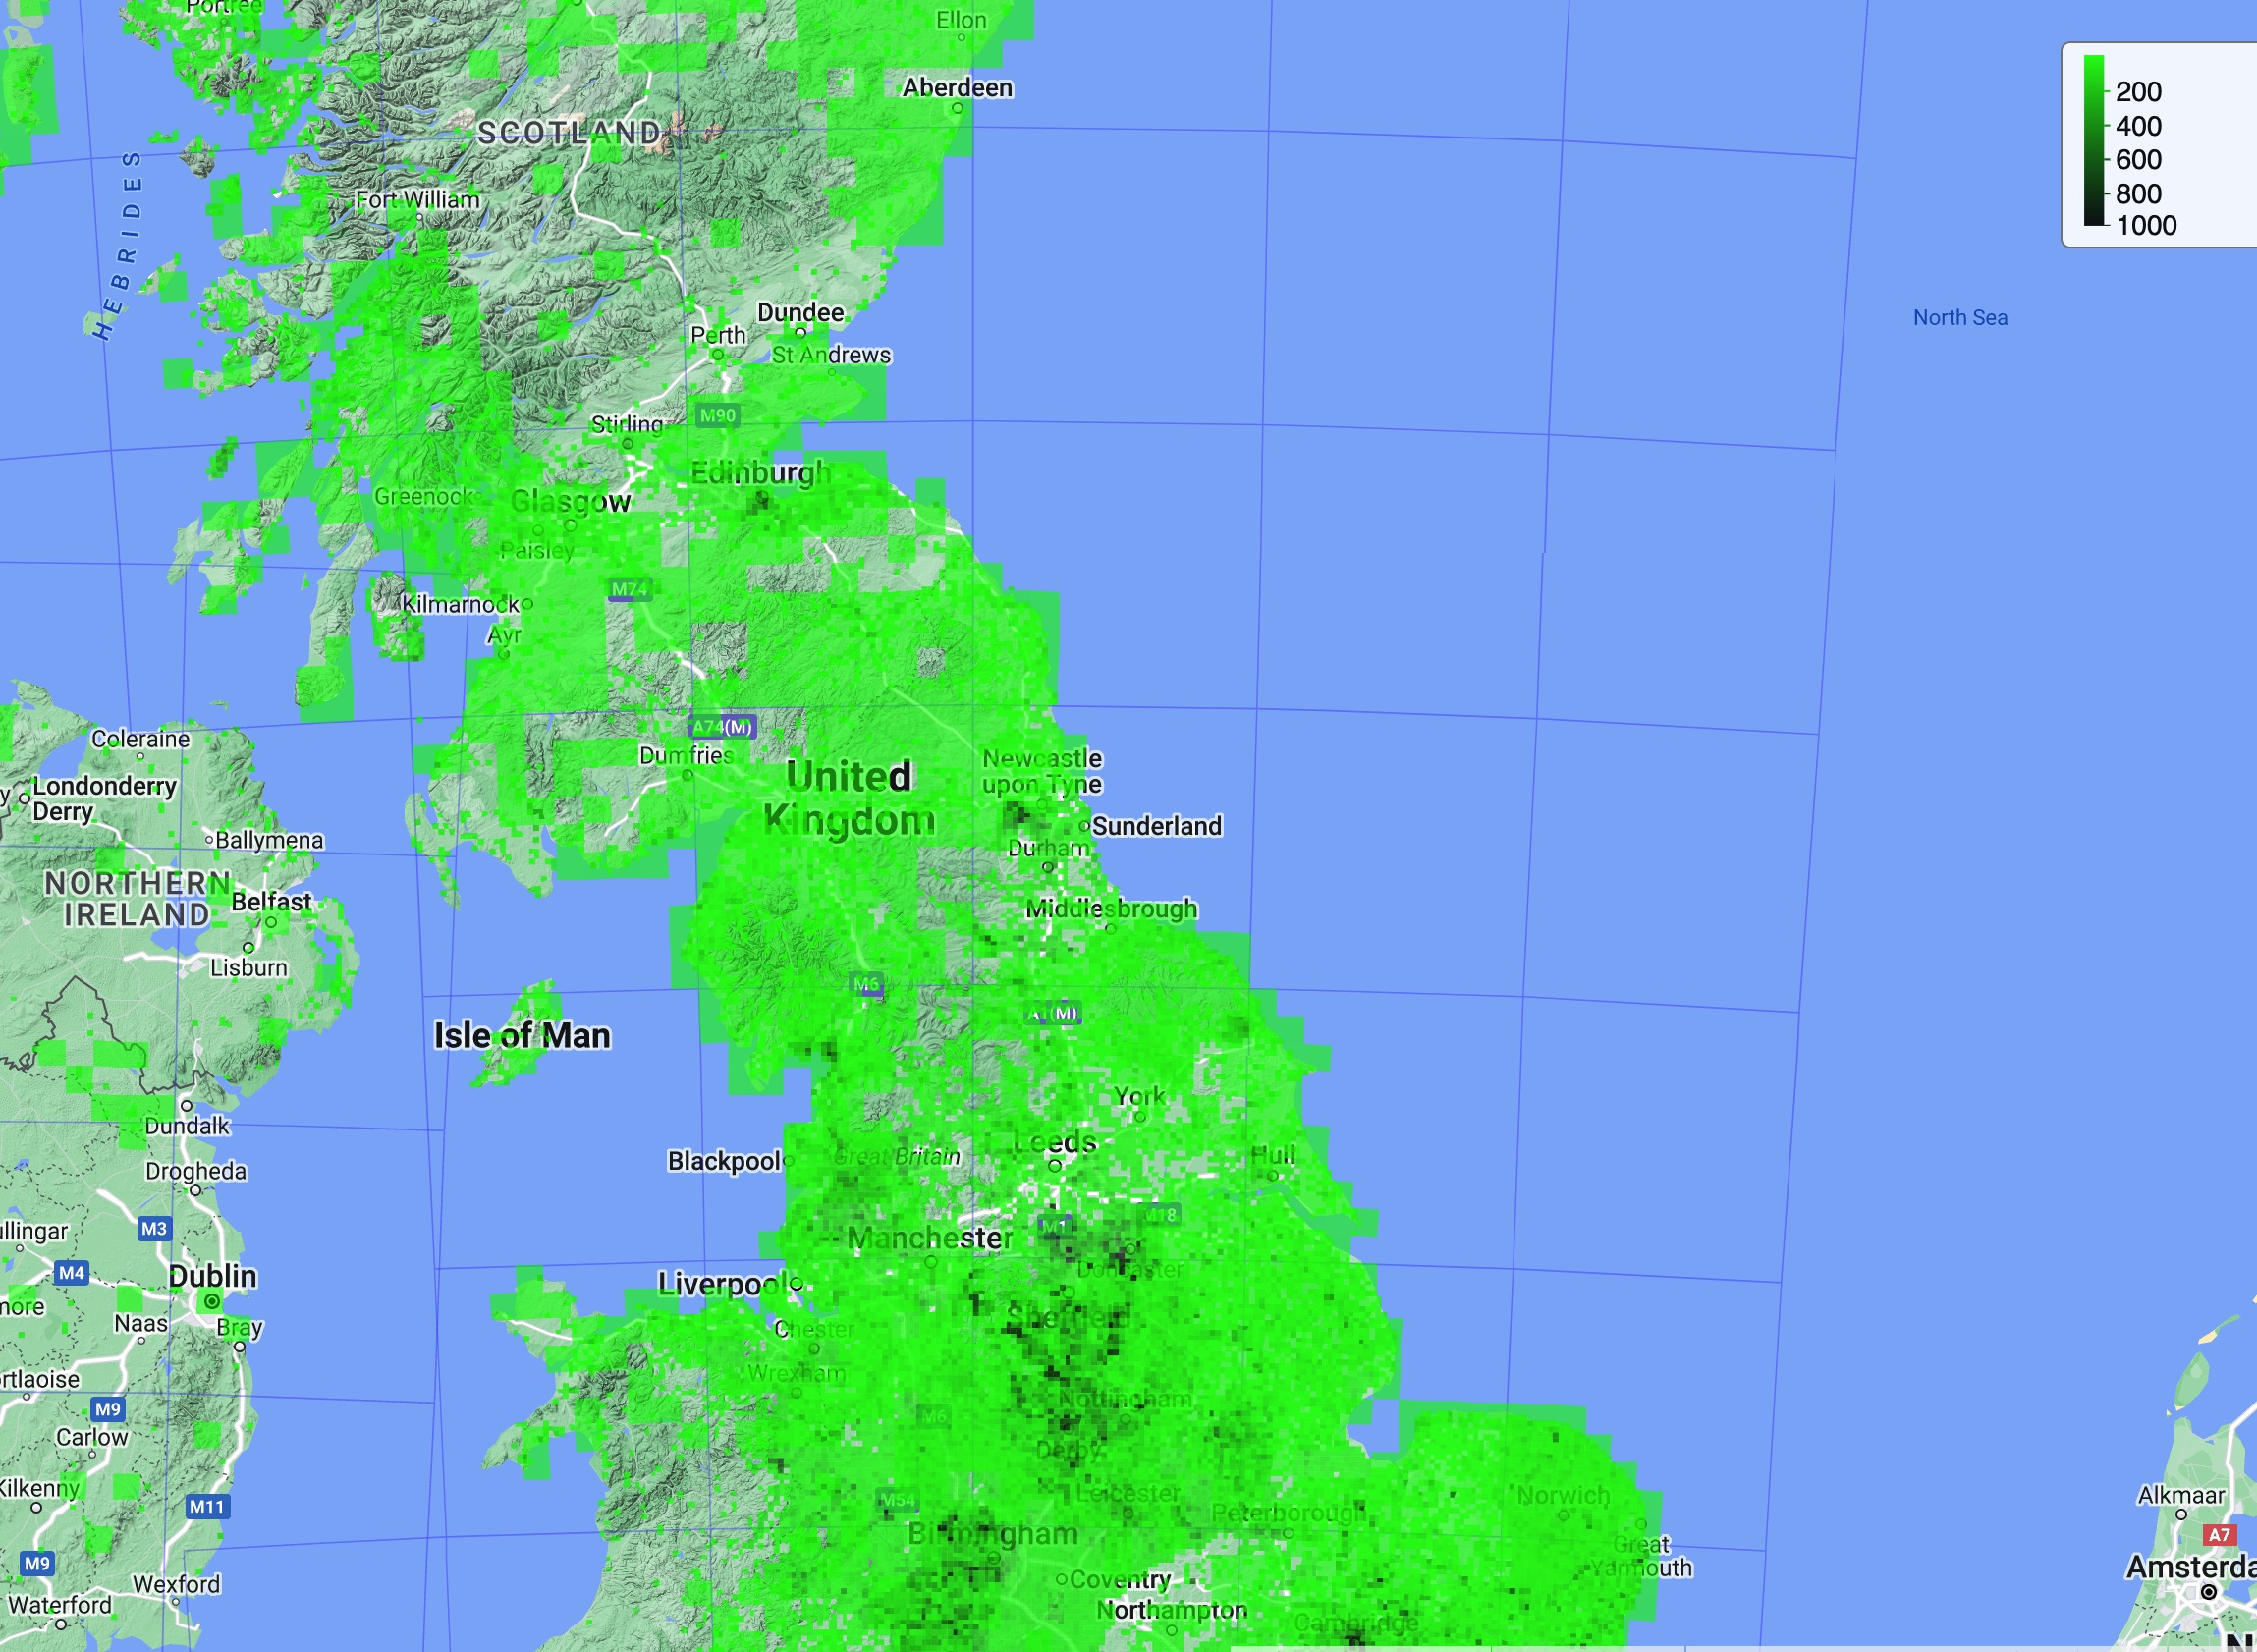 Portree
Ellon
Aberdeen
200
400
600
800
1000
SCOTLAND
HEBRIDES
Fort William
North Sea
Dundee
Perth
St Andrews
M90
Stirling
Edinburgh
Greenock
Glasgow
Paisley
M74
Kilmarnock
Ayr
A74(M)
Coleraine
Dumfries
Newcastle
upon Tyne
United
Kingdom
Londonderry
Derry
y
Sunderland
Ballymena
Durham
NORTHERN
IRELAND
Belfast
Middlesbrough
Lisburn
M6
A1(M)
Isle of Man
York
Dundalk
Leeds
Blackpool
Great Britain
Hull
Drogheda
M3
ullingar
M18
M1
Manchester
M4
Dublin
Doncaster
Liverpool
more
Sheffield
Naas
Bray
Chester
Wrexham
rtlaoise
Nottingham
M9
M6
Carlow
Derby
Kilkenny
M11
M54
Leicester
Norwich
Alkmaar
Peterborough
Birmingham
A7
Great
Yarmouth
M9
Amsterda
Coventry
Wexford
Waterford
Northampton
Cambridge
N